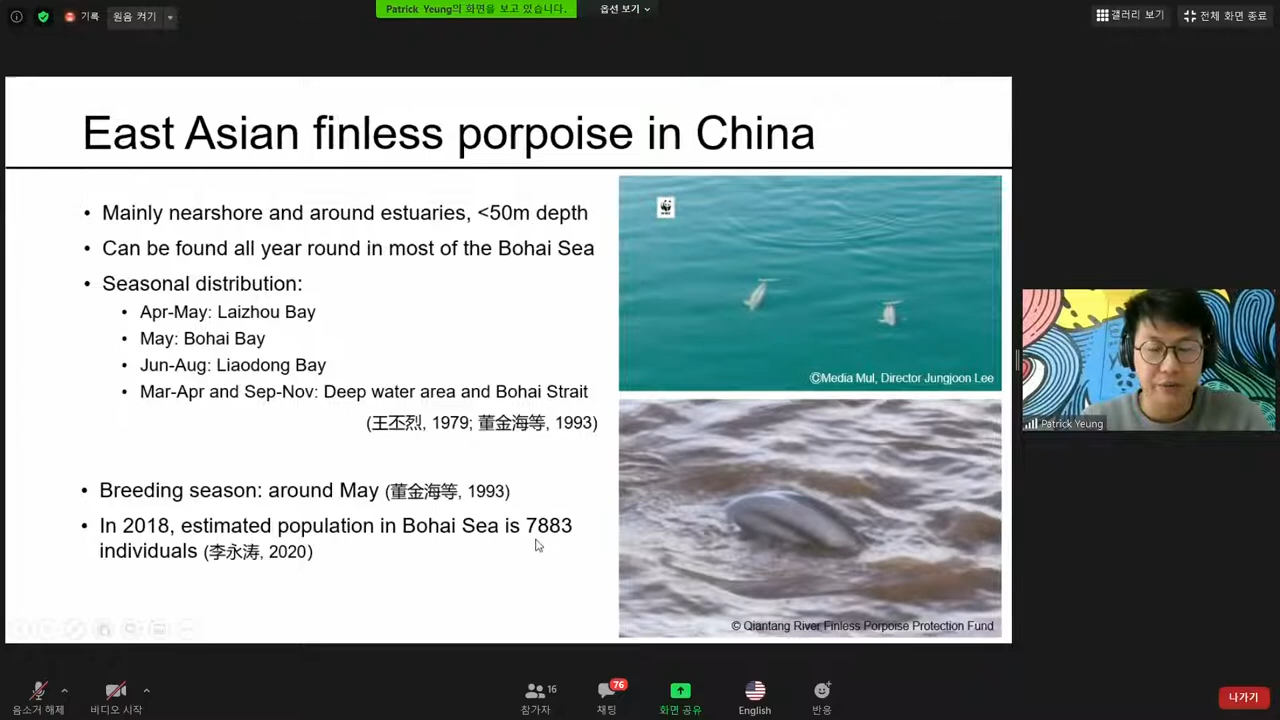 기록
원음 켜기
Patrick Yeung의 화면을 보고 있습니다.
옵션 보기
갤러리 보기
전체 화면 종료
East Asian finless porpoise in China
• Mainly nearshore and around estuaries, <50m depth
• Can be found all year round in most of the Bohai Sea
• Seasonal distribution:
• Apr-May: Laizhou Bay
• May: Bohai Bay
• Jun-Aug: Liaodong Bay
• Mar-Apr and Sep-Nov: Deep water area and Bohai Strait
(王丕烈, 1979; 董金海等, 1993)
• Breeding season: around May (董金海等, 1993)
• In 2018, estimated population in Bohai Sea is 7883
individuals (李永涛, 2020)
WWF
©Media Mul, Director Jungjoon Lee
© Qiantang River Finless Porpoise Protection Fund
Patrick Yeung
음소거 해제
비디오 시작
16
참가자
76
채팅
화면 공유
English
반응
나가기